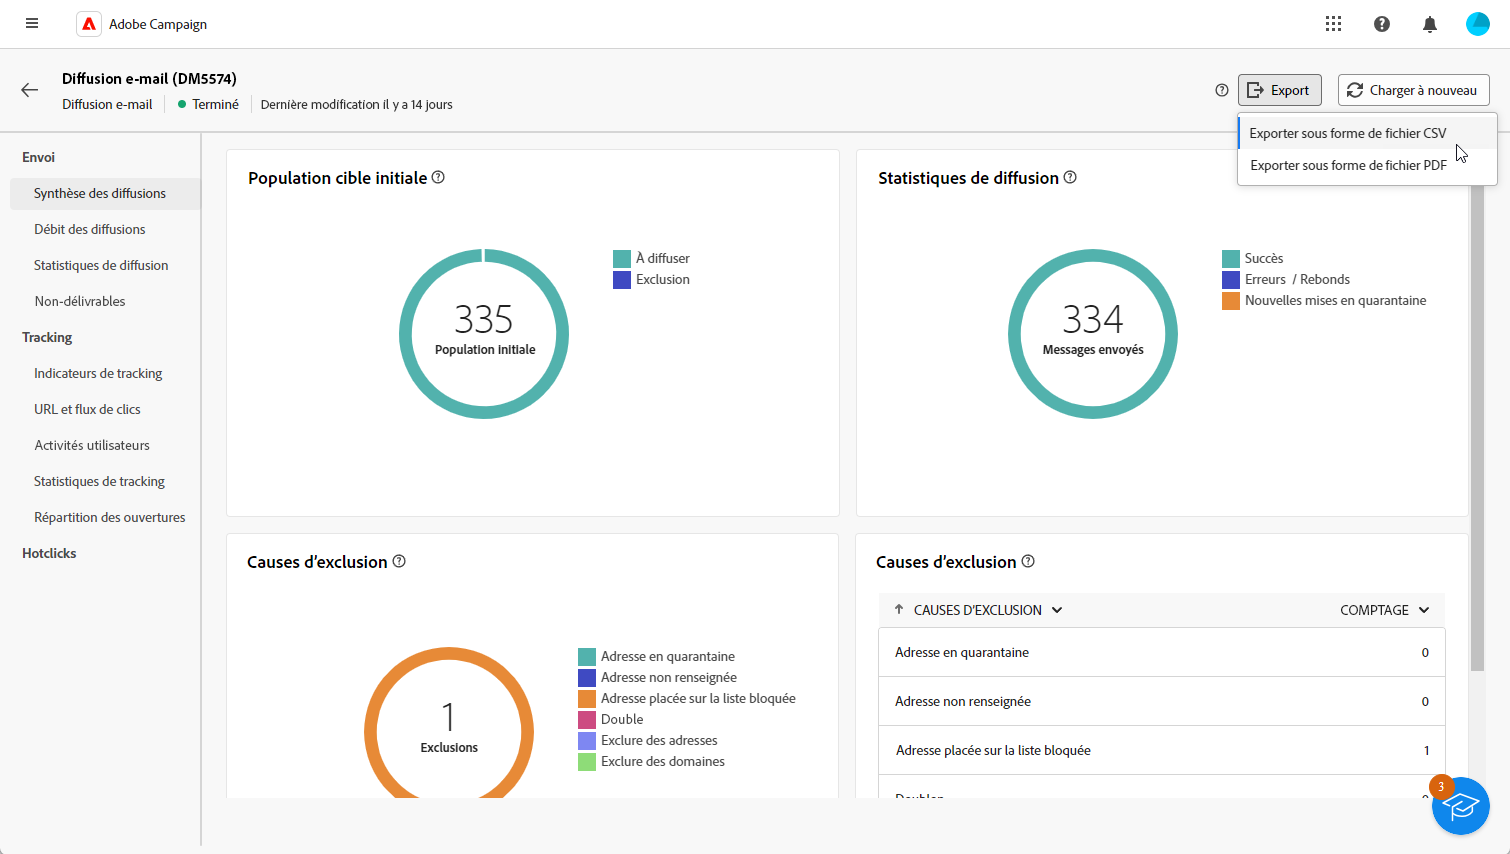 Adobe Campaign
Diffusion e-mail (DM5574)
Diffusion e-mail
Terminé
Dernière modification il y a 14 jours
Export
Charger à nouveau
Exporter sous forme de fichier CSV
Exporter sous forme de fichier PDF
Envoi
Synthèse des diffusions
Débit des diffusions
Statistiques de diffusion
Non-délivrables
Tracking
Indicateurs de tracking
URL et flux de clics
Activités utilisateurs
Statistiques de tracking
Répartition des ouvertures
Hotclicks
Population cible initiale
335
Population initiale
À diffuser
Exclusion
Statistiques de diffusion
334
Messages envoyés
Succès
Erreurs / Rebonds
Nouvelles mises en quarantaine
Causes d'exclusion
1
Exclusions
Adresse en quarantaine
Adresse non renseignée
Adresse placée sur la liste bloquée
Double
Exclure des adresses
Exclure des domaines
Causes d'exclusion
CAUSES D'EXCLUSION COMPTAGE
Adresse en quarantaine 0
Adresse non renseignée 0
Adresse placée sur la liste bloquée 1
3